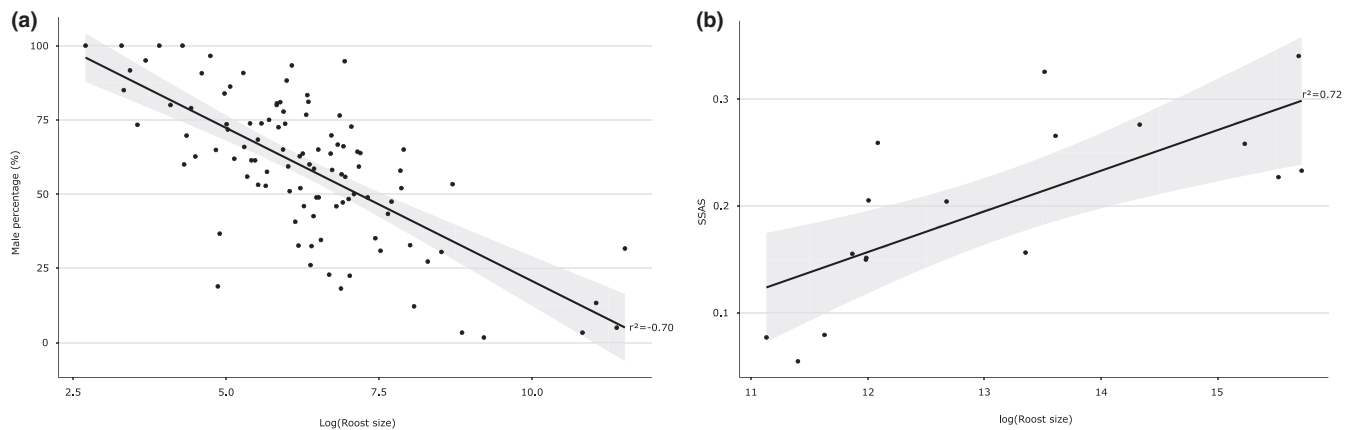 (a)
100
75
50
25
0
Male percentage (%)
2.5 5.0 7.5 10.0
Log(Roost size)
r²=-0.70
(b)
0.3
0.2
0.1
SSAS
11 12 13 14 15
log(Roost size)
r²=0.72